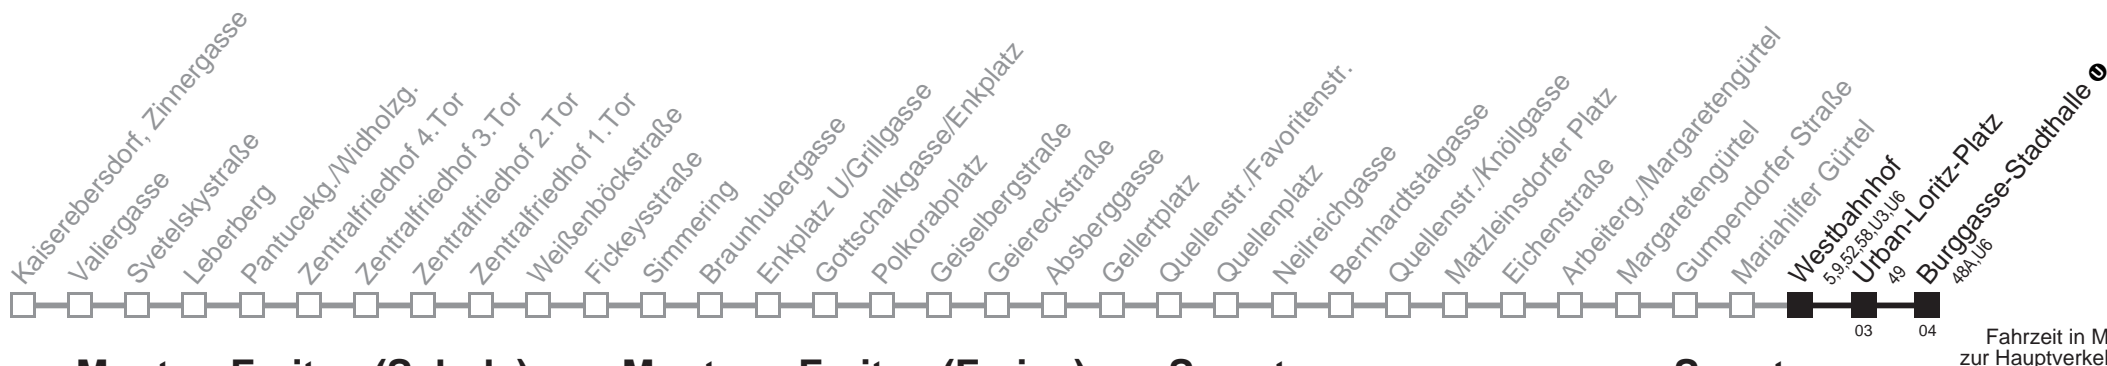 Kaiserebersdorf, Zinnergasse
Valiergasse
Svetelskystraße
Leberberg
Pantucekg./Widholzg.
Zentralfriedhof 4.Tor
Zentralfriedhof 3.Tor
Zentralfriedhof 2.Tor
Zentralfriedhof 1.Tor
Weißenböckstraße
Fickeysstraße
Simmering
Braunhubergasse
Enkplatz U/Grillgasse
Gottschalkgasse/Enkplatz
Polkorabplatz
Geiselbergstraße
Geiereckstraße
Absberggasse
Gellertplatz
Quellenstr./Favoritenstr.
Quellenplatz
Neilreichgasse
Bernhardtstalgasse
Quellenstr./Knöllgasse
Matzleinsdorfer Platz
Eichenstraße
Arbeiterg./Margaretengürtel
Margaretengürtel
Gumpendorfer Straße
Mariahilfer Gürtel
Westbahnhof
5,9,52,58,U3,U6
Urban-Loritz-Platz
49
Burggasse-Stadthalle U
48A,U6
03
04
Fahrzeit in M
zur Hauptverkeh